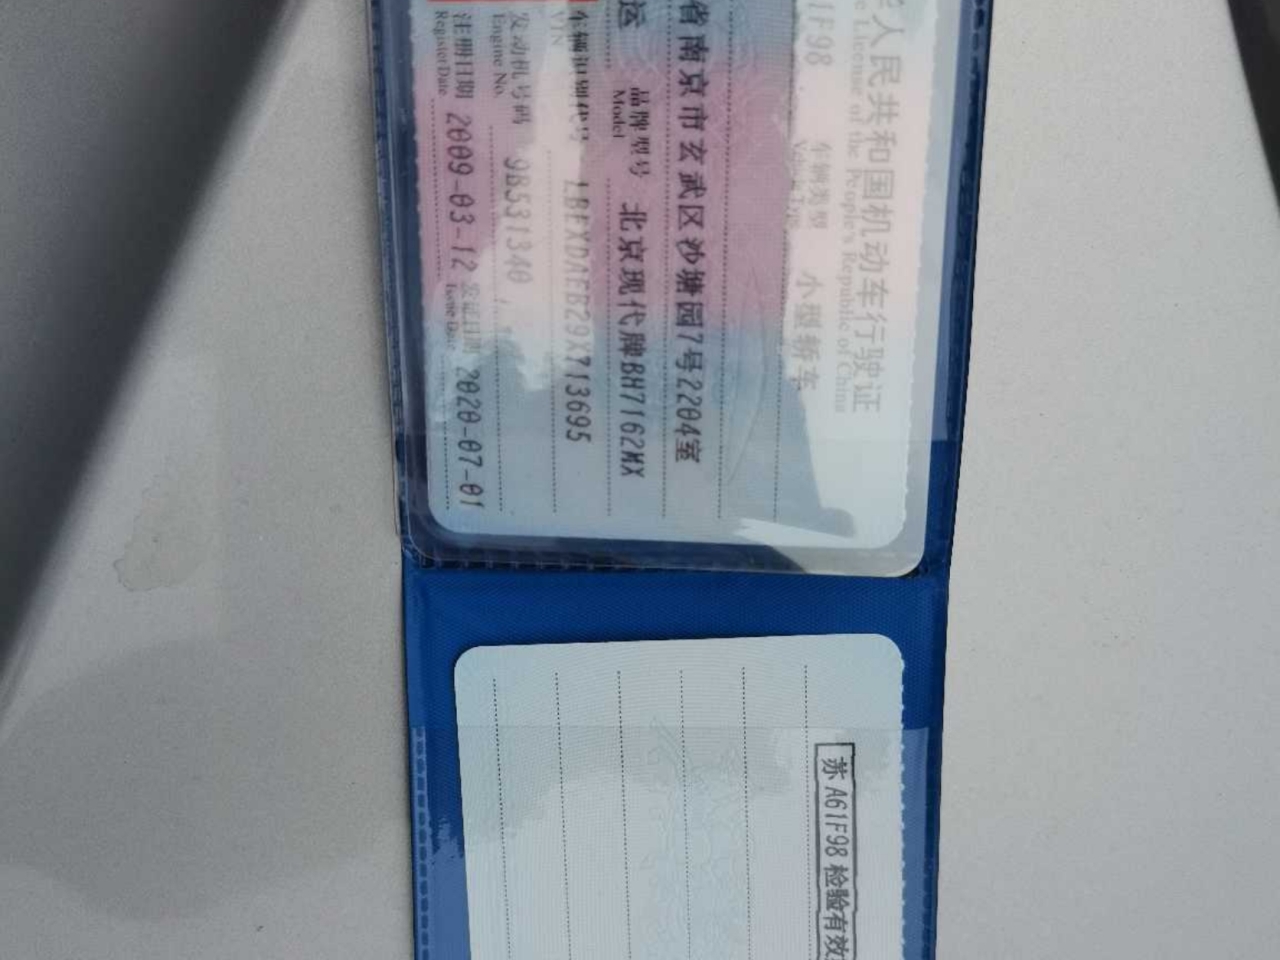 华人民共和国机动车行驶证
e License of the People's Republic of China
1F98 车辆类型 小型轿车
省南京市玄武区沙塘园7号2204室
运 品牌型号 北京现代牌BH7162MX
Model
车辆识别代号 LBEXDAEB29X713695
VIN
发动机号码 9B531340
Engine No.
注册日期 2009-03-12 发证日期 2020-07-01
Register Date Issue Da
苏A61F98 检验有效